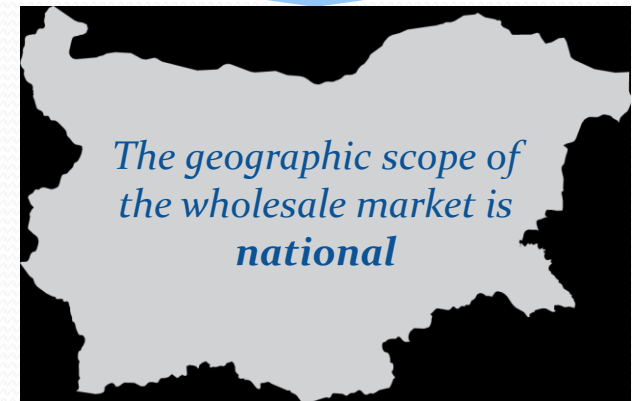 The geographic scope of
the wholesale market is
national